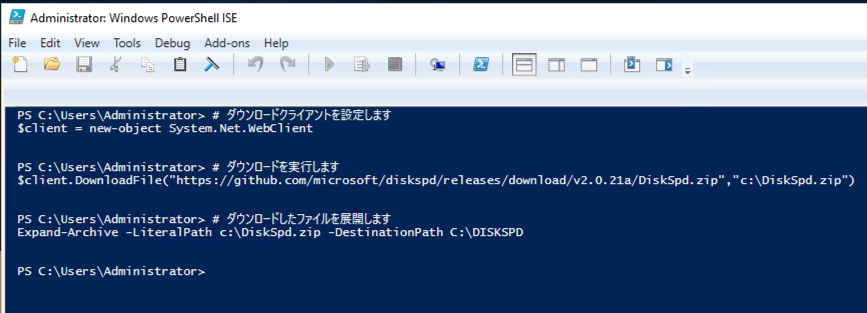 Administrator: Windows PowerShell ISE
File Edit View Tools Debug Add-ons Help
PS C:\Users\Administrator> # ダウンロードクライアントを設定します
$client = new-object System.Net.WebClient
PS C:\Users\Administrator> # ダウンロードを実行します
$client.DownloadFile("https://github.com/microsoft/diskspd/releases/download/v2.0.21a/DiskSpd.zip","c:\DiskSpd.zip")
PS C:\Users\Administrator> # ダウンロードしたファイルを展開します
Expand-Archive -LiteralPath c:\DiskSpd.zip -DestinationPath C:\DISKSPD
PS C:\Users\Administrator>